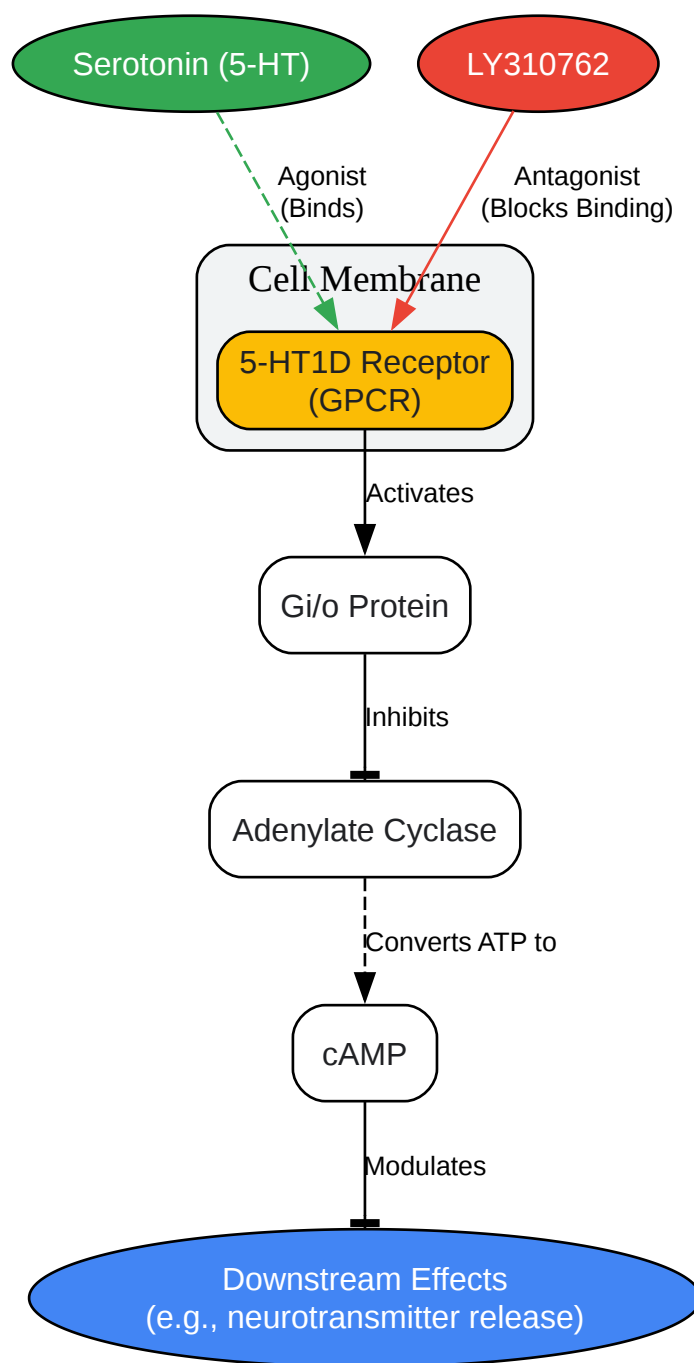 Serotonin (5-HT)
LY310762
Agonist
(Binds)
Antagonist
(Blocks Binding)
Cell Membrane
5-HT1D Receptor
(GPCR)
Activates
Gi/o Protein
Inhibits
Adenylate Cyclase
Converts ATP to
cAMP
Modulates
Downstream Effects
(e.g., neurotransmitter release)